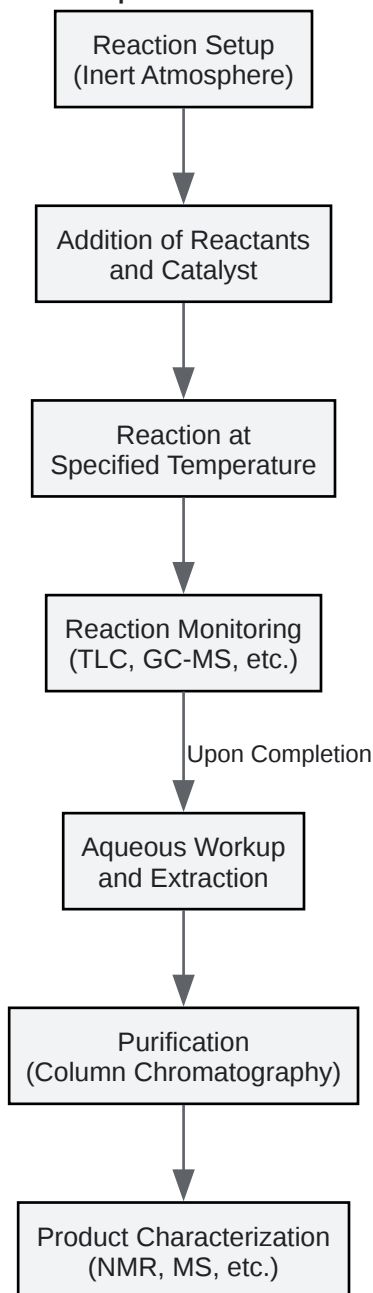 Reaction Setup
(Inert Atmosphere)
Addition of Reactants
and Catalyst
Reaction at
Specified Temperature
Reaction Monitoring
(TLC, GC-MS, etc.)
Upon Completion
Aqueous Workup
and Extraction
Purification
(Column Chromatography)
Product Characterization
(NMR, MS, etc.)